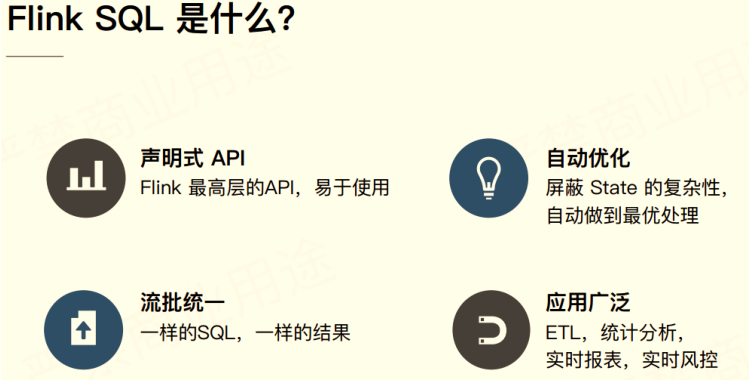 Flink SQL 是什么?
声明式 API
Flink 最高层的API，易于使用
自动优化
屏蔽 State 的复杂性，
自动做到最优处理
流批统一
一样的SQL，一样的结果
应用广泛
ETL，统计分析，
实时报表，实时风控